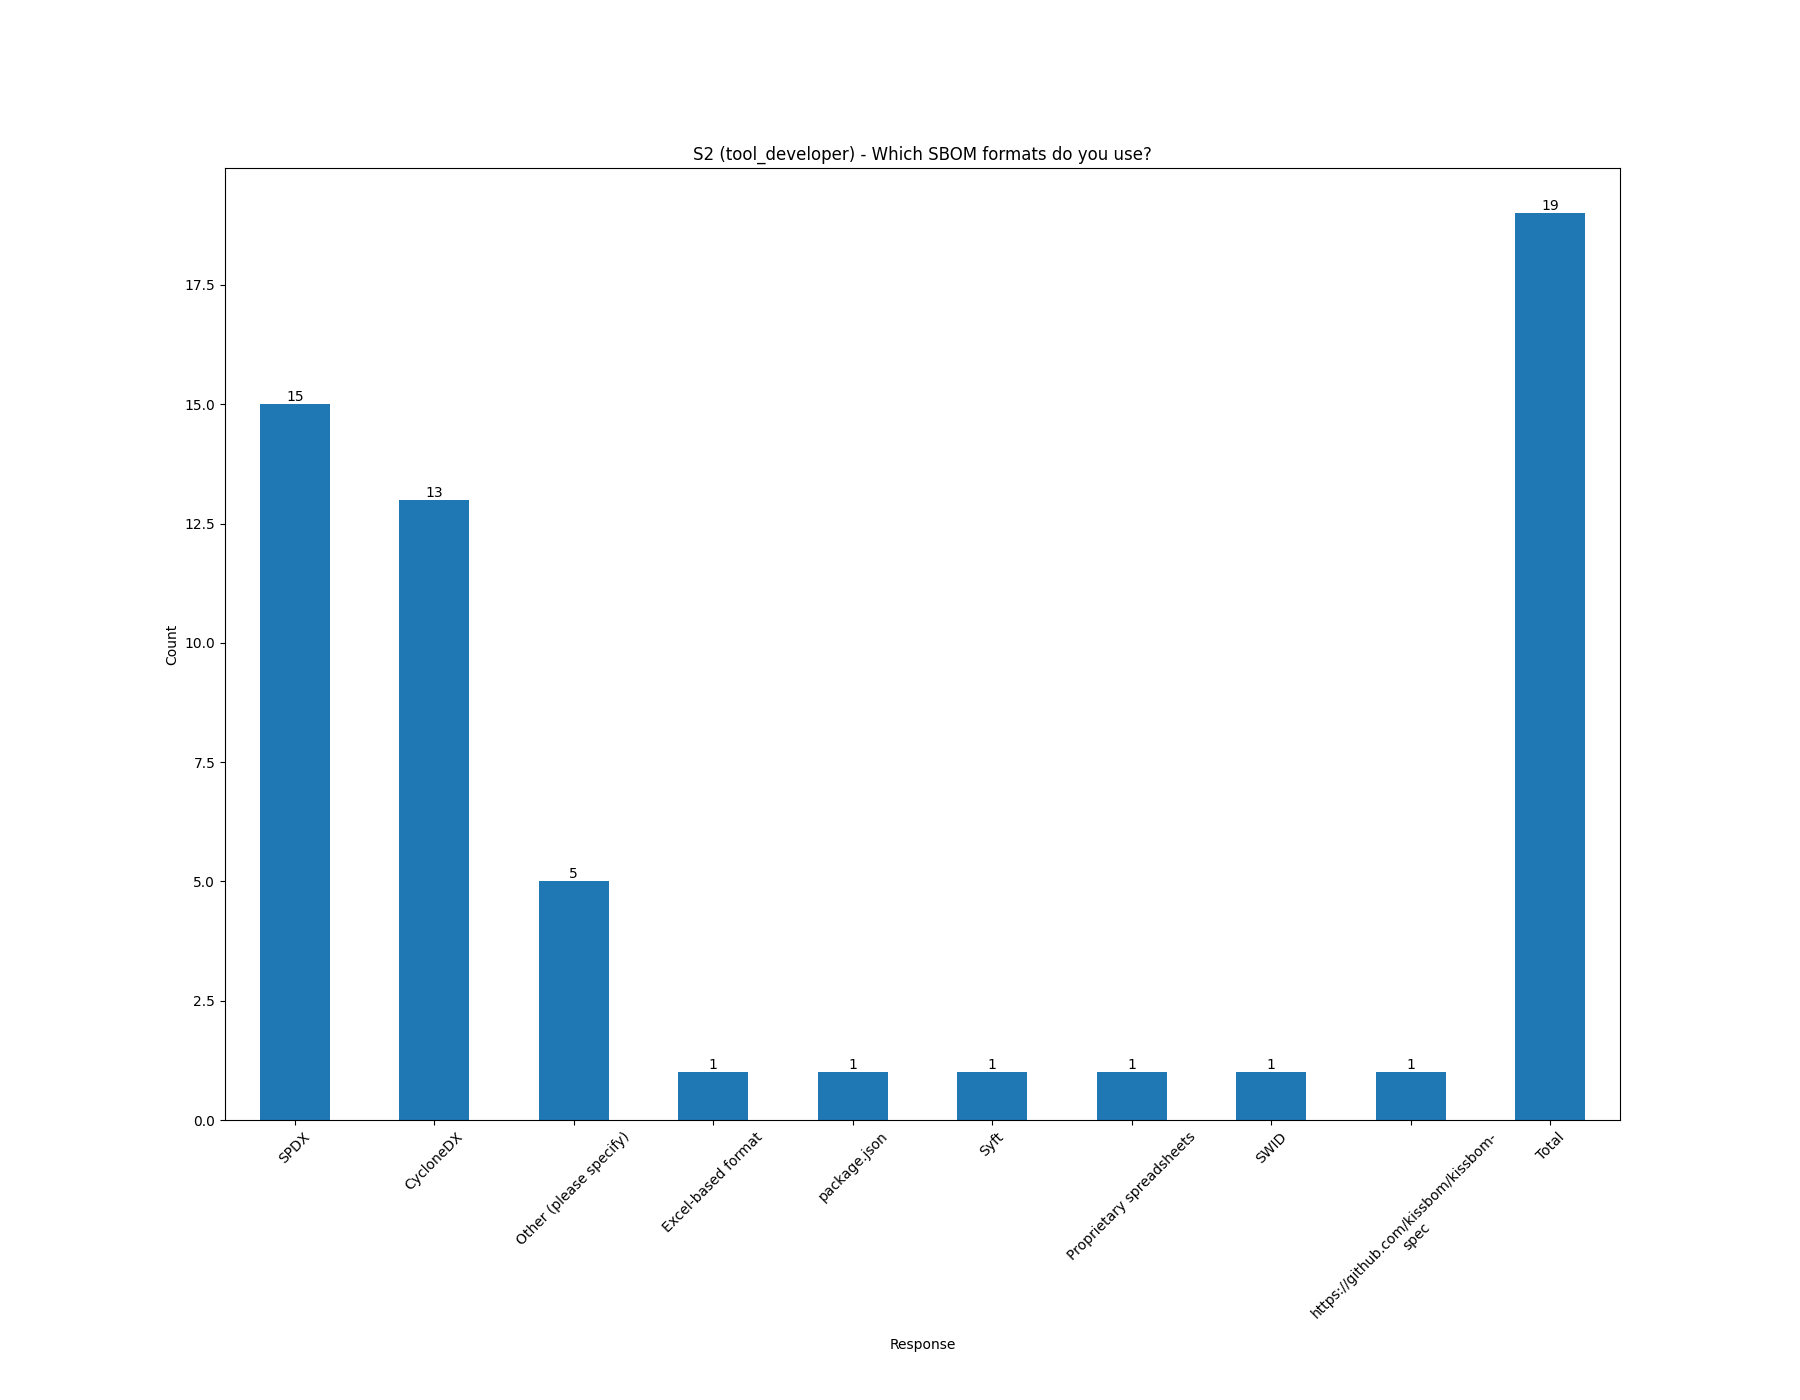 S2 (tool_developer) - Which SBOM formats do you use?
19
17.5
15
15.0
13
12.5
Count
10.0
7.5
5
5.0
2.5
1
1
1
1
1
1
0.0
SPDX
CycloneDX
Other (please specify)
Excel-based format
package.json
Syft
Proprietary spreadsheets
SWID
https://github.com/kissbom/kissbom-
spec
Total
Response